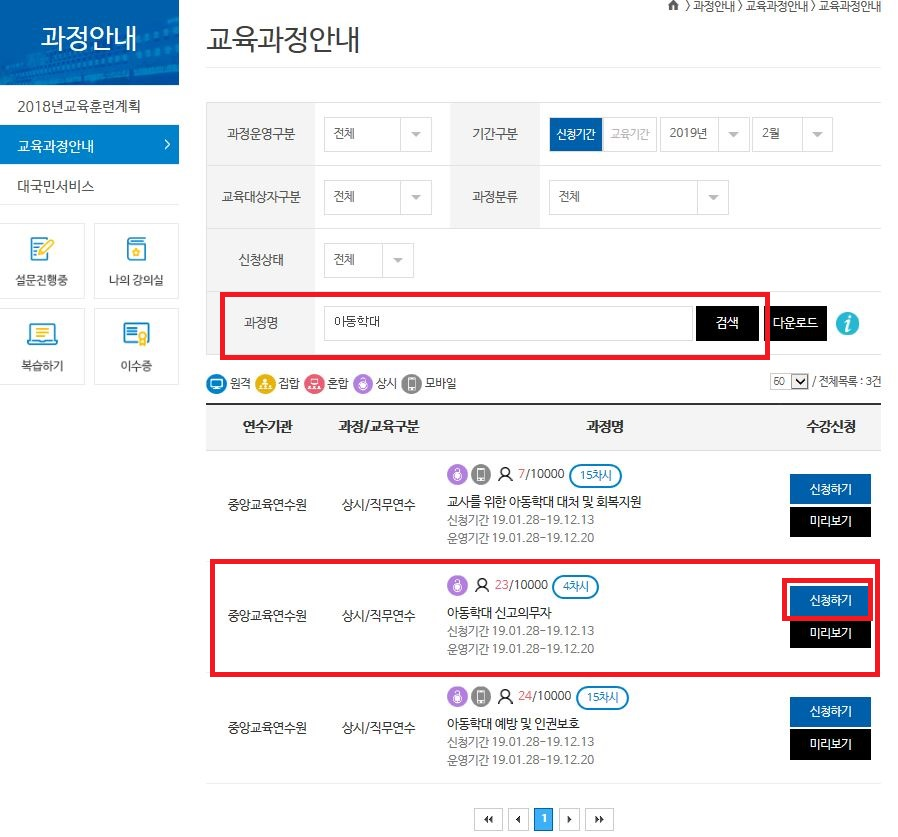 과정안내 > 교육과정안내 > 교육과정안내
과정안내
교육과정안내
2018년교육훈련계획
교육과정안내
대국민서비스
설문진행중
나의 강의실
복습하기
이수증
과정운영구분 전체 기간구분 신청기간 교육기간 2019년 2월
교육대상자구분 전체 과정분류 전체
신청상태 전체
과정명 아동학대 검색 다운로드 i
원격 집합 혼합 상시 모바일 50 / 전체목록 : 3건
연수기관 과정/교육구분 과정명 수강신청
7/10000 15차시
중앙교육연수원 상시/직무연수 교사를 위한 아동학대 대처 및 회복지원
신청기간 19.01.28-19.12.13
운영기간 19.01.28-19.12.20
신청하기
미리보기
23/10000 4차시
중앙교육연수원 상시/직무연수 아동학대 신고의무자
신청기간 19.01.28-19.12.13
운영기간 19.01.28-19.12.20
신청하기
미리보기
24/10000 15차시
중앙교육연수원 상시/직무연수 아동학대 예방 및 인권보호
신청기간 19.01.28-19.12.13
운영기간 19.01.28-19.12.20
신청하기
미리보기
1